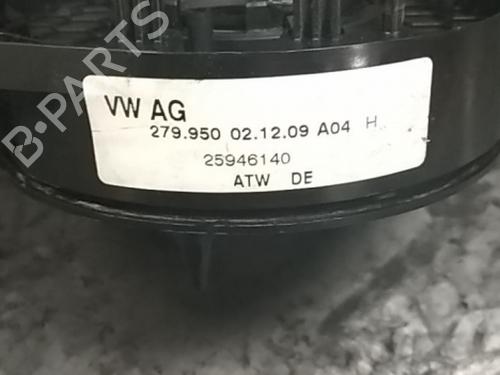 B-PARTS
VW AG
279.950 02.12.09 A04 H
25946140
ATW DE